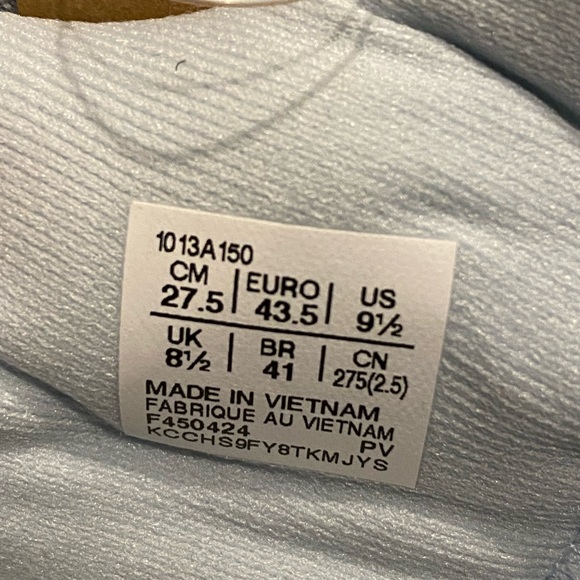 1013A150
CM | EURO | US
27.5 | 43.5 | 9½
UK | BR | CN
8½ | 41 | 275(2.5)
MADE IN VIETNAM
FABRIQUE AU VIETNAM
F450424 PV
KCCHS9FY8TKMJYS